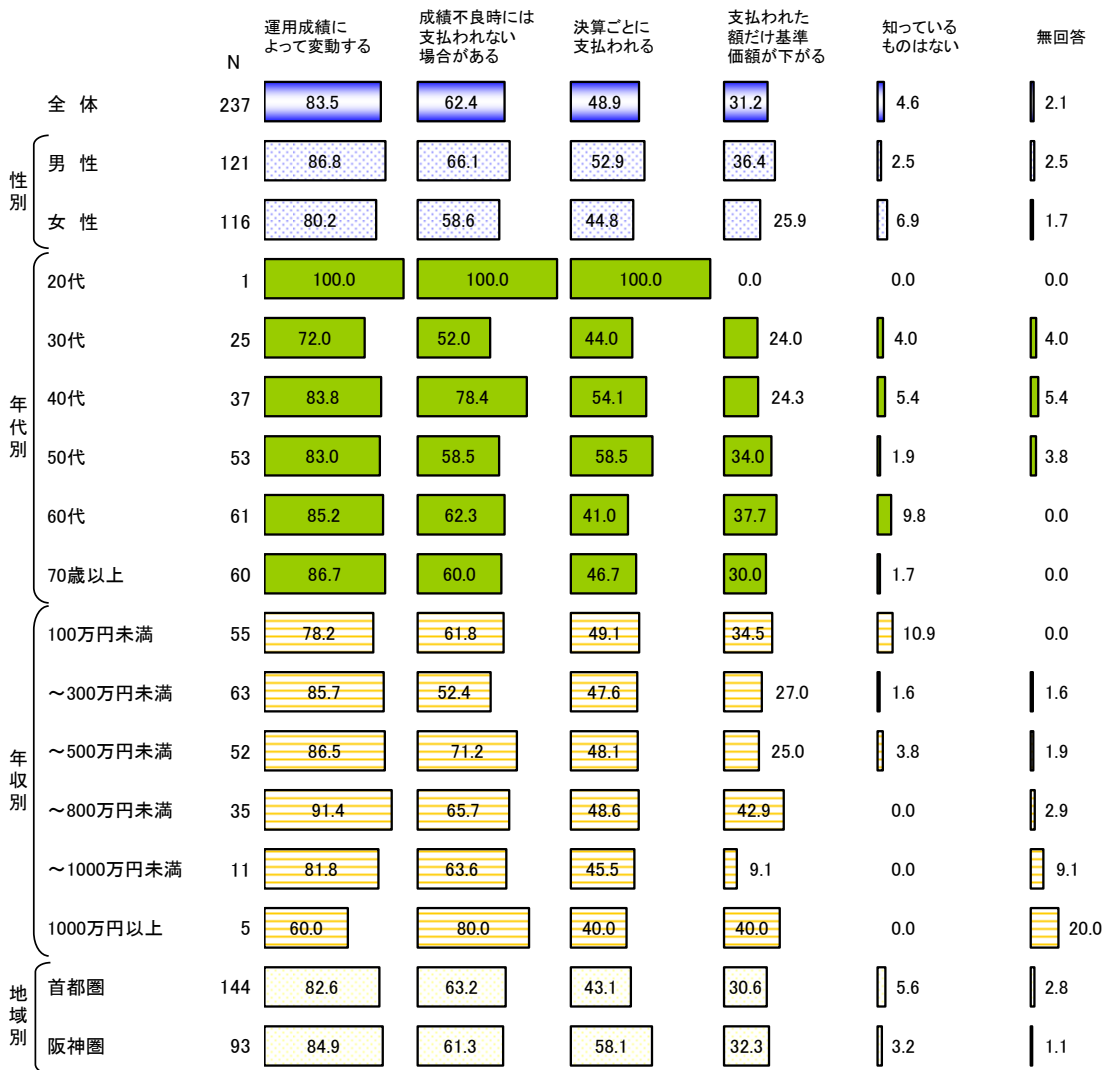 N
運用成績に
よって変動する
成績不良時には
支払われない
場合がある
決算ごとに
支払われる
支払われた
額だけ基準
価額が下がる
知っている
ものはない
無回答
全 体 237 83.5 62.4 48.9 31.2 4.6 2.1
性別
男 性 121 86.8 66.1 52.9 36.4 2.5 2.5
女 性 116 80.2 58.6 44.8 25.9 6.9 1.7
年代別
20代 1 100.0 100.0 100.0 0.0 0.0 0.0
30代 25 72.0 52.0 44.0 24.0 4.0 4.0
40代 37 83.8 78.4 54.1 24.3 5.4 5.4
50代 53 83.0 58.5 58.5 34.0 1.9 3.8
60代 61 85.2 62.3 41.0 37.7 9.8 0.0
70歳以上 60 86.7 60.0 46.7 30.0 1.7 0.0
年収別
100万円未満 55 78.2 61.8 49.1 34.5 10.9 0.0
～300万円未満 63 85.7 52.4 47.6 27.0 1.6 1.6
～500万円未満 52 86.5 71.2 48.1 25.0 3.8 1.9
～800万円未満 35 91.4 65.7 48.6 42.9 0.0 2.9
～1000万円未満 11 81.8 63.6 45.5 9.1 0.0 9.1
1000万円以上 5 60.0 80.0 40.0 40.0 0.0 20.0
地域別
首都圏 144 82.6 63.2 43.1 30.6 5.6 2.8
阪神圏 93 84.9 61.3 58.1 32.3 3.2 1.1